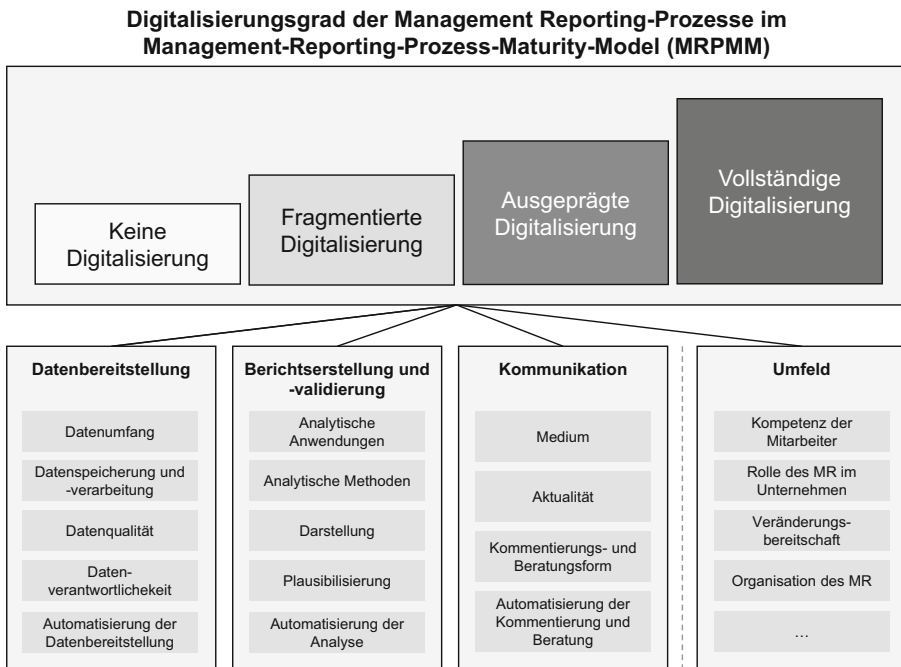 Digitalisierungsgrad der Management Reporting-Prozesse im
Management-Reporting-Prozess-Maturity-Model (MRPMM)
Keine
Digitalisierung
Fragmentierte
Digitalisierung
Ausgeprägte
Digitalisierung
Vollständige
Digitalisierung
Datenbereitstellung
Datenumfang
Datenspeicherung und
-verarbeitung
Datenqualität
Daten-
verantwortlichekeit
Automatisierung der
Datenbereitstellung
Berichtserstellung und
-validierung
Analytische
Anwendungen
Analytische Methoden
Darstellung
Plausibilisierung
Automatisierung der
Analyse
Kommunikation
Medium
Aktualität
Kommentierungs- und
Beratungsform
Automatisierung der
Kommentierung und
Beratung
Umfeld
Kompetenz der
Mitarbeiter
Rolle des MR im
Unternehmen
Veränderungs-
bereitschaft
Organisation des MR
…